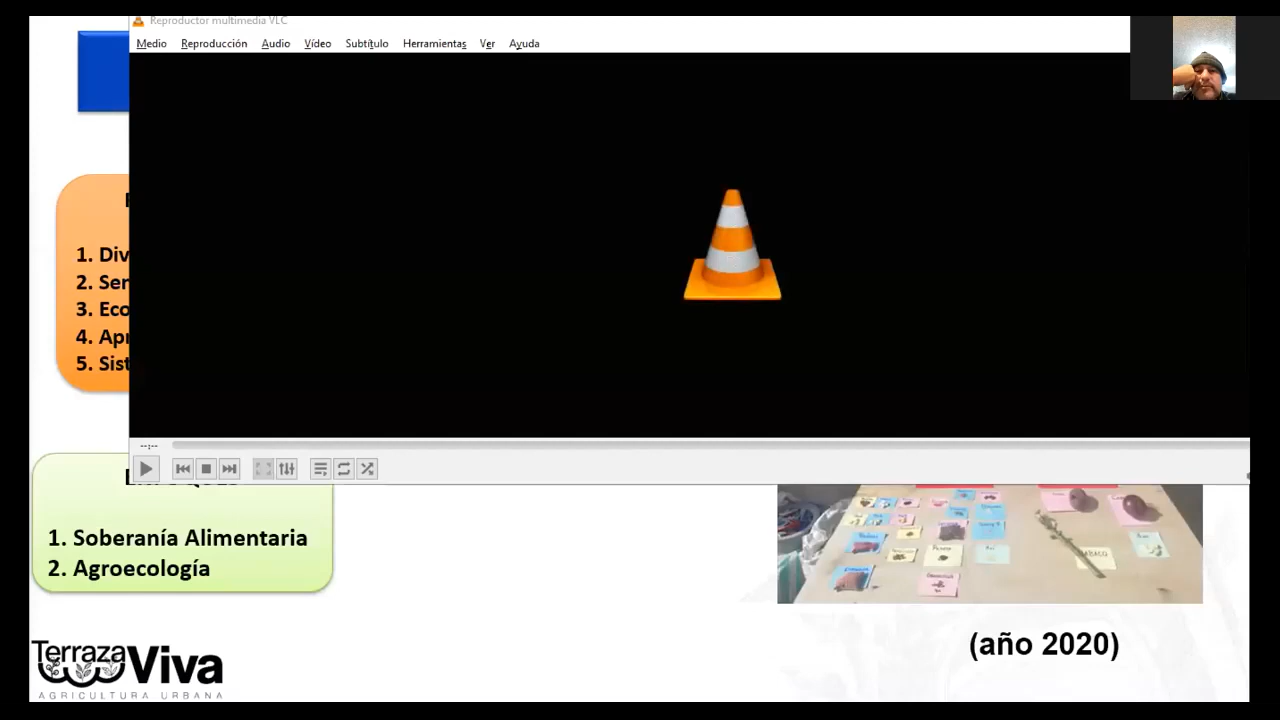 Reproductor multimedia VLC
Medio Reproducción Audio Vídeo Subtítulo Herramientas Ver Ayuda
1. Div
2. Ser
3. Eco
4. Apr
5. Sist
--:--
1. Soberanía Alimentaria
2. Agroecología
TABACO
(año 2020)
Terraza Viva
AGRICULTURA URBANA